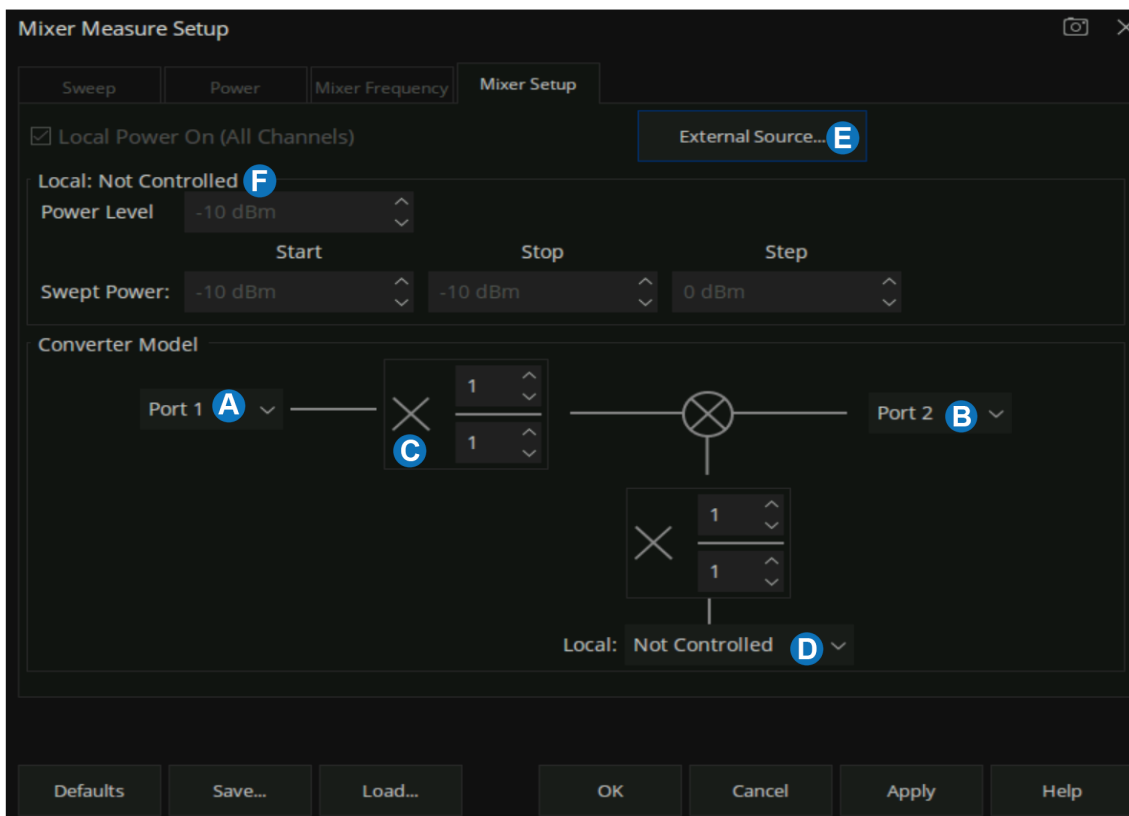 Mixer Measure Setup
Sweep Power Mixer Frequency Mixer Setup
Local Power On (All Channels) External Source... E
Local: Not Controlled F
Power Level -10 dBm
Start Stop Step
Swept Power: -10 dBm -10 dBm 0 dBm
Converter Model
Port 1 A
1
1
C
Port 2 B
1
1
Local: Not Controlled D
Defaults Save... Load... OK Cancel Apply Help